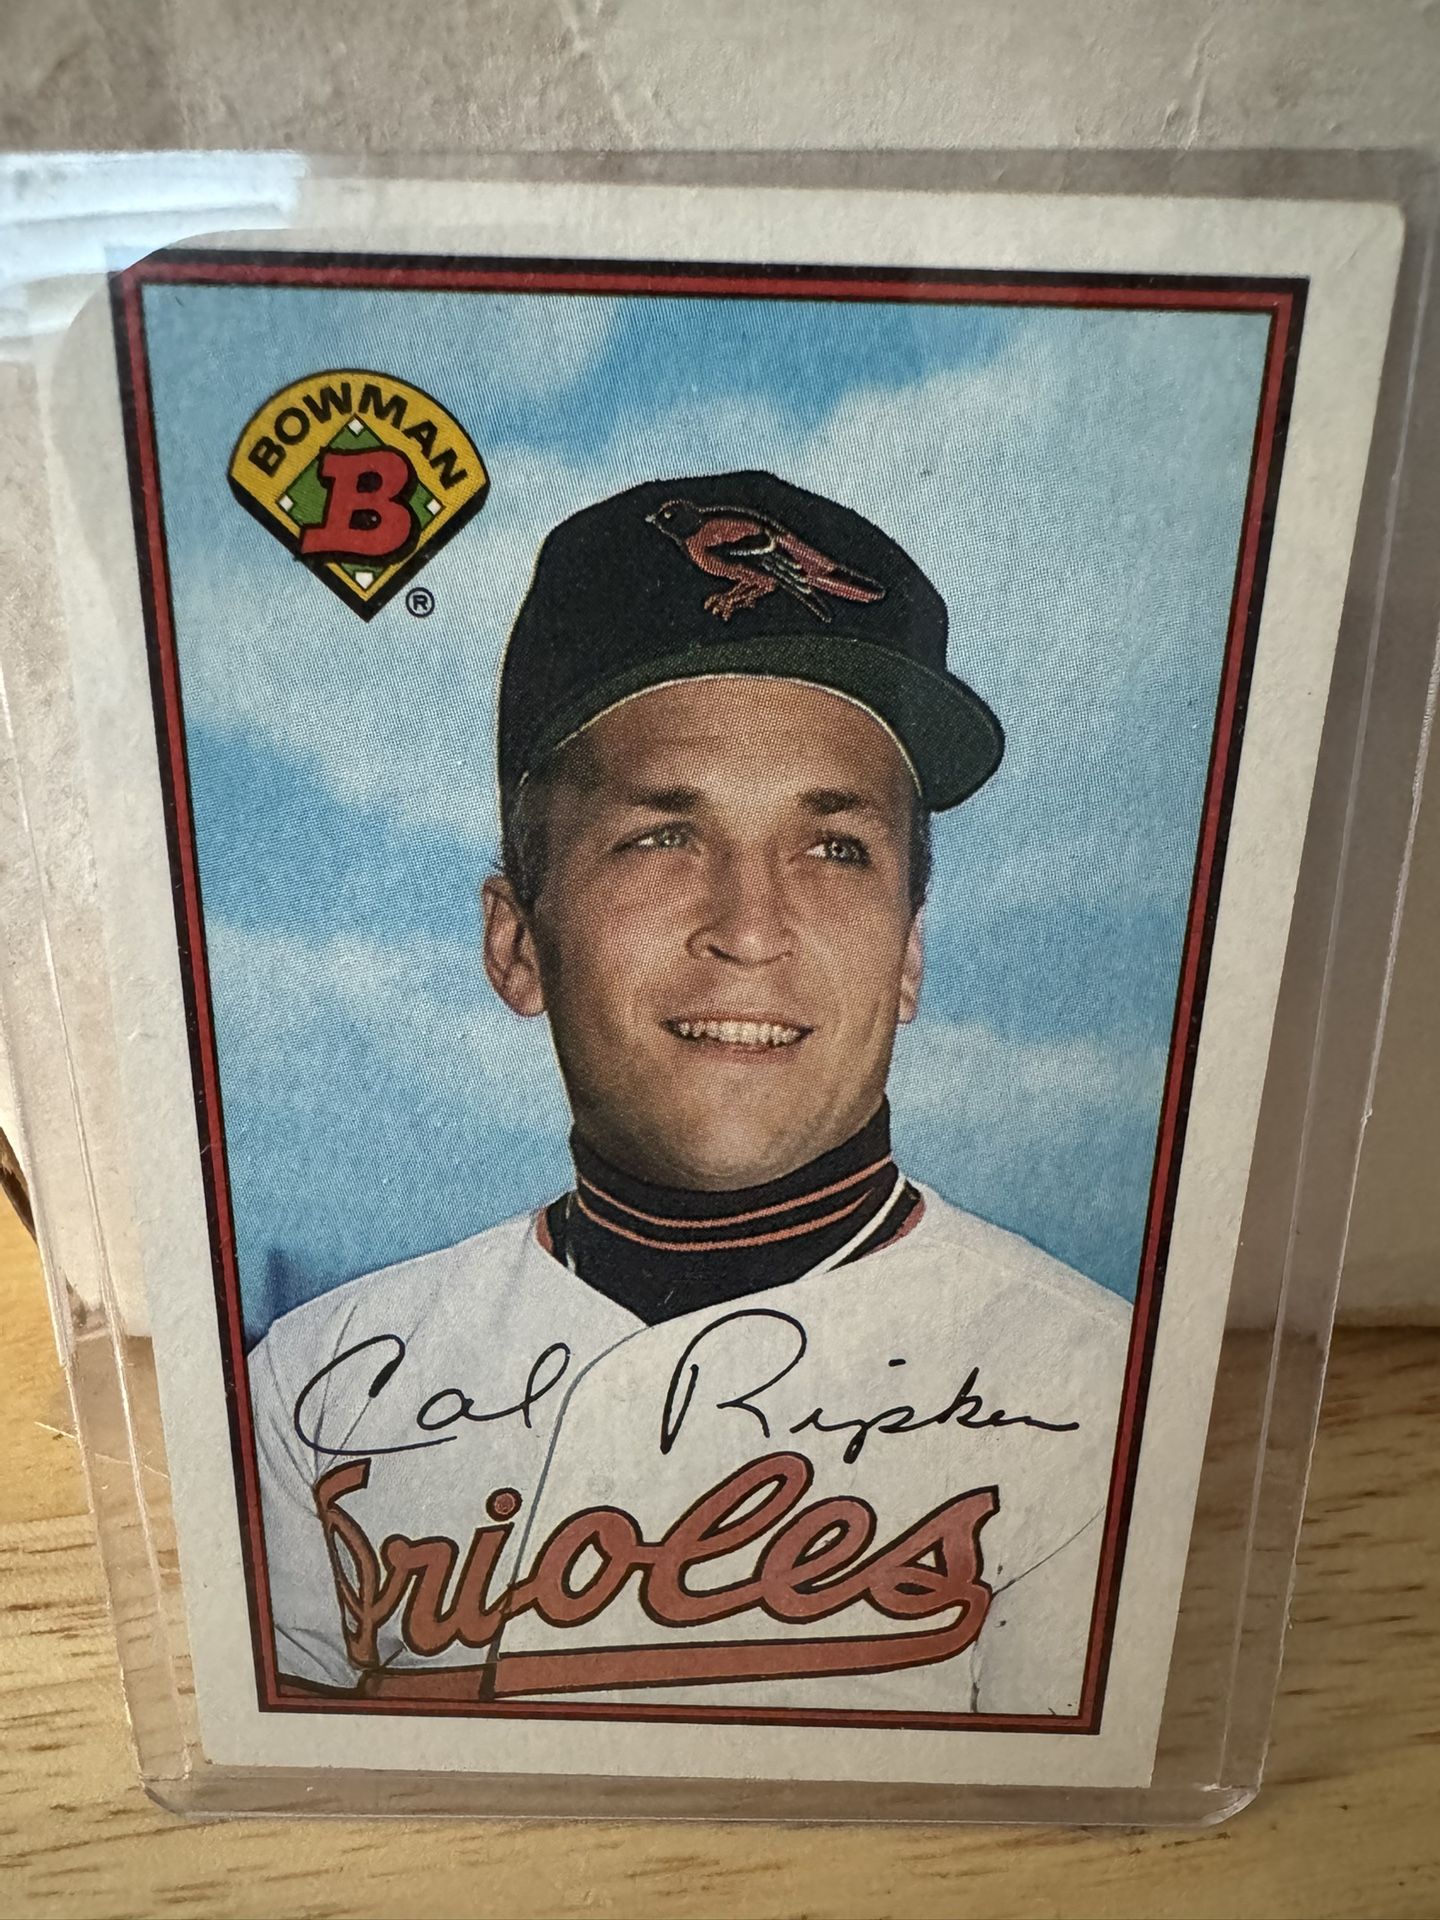 BOWMAN
B
®
Cal Ripken
Orioles